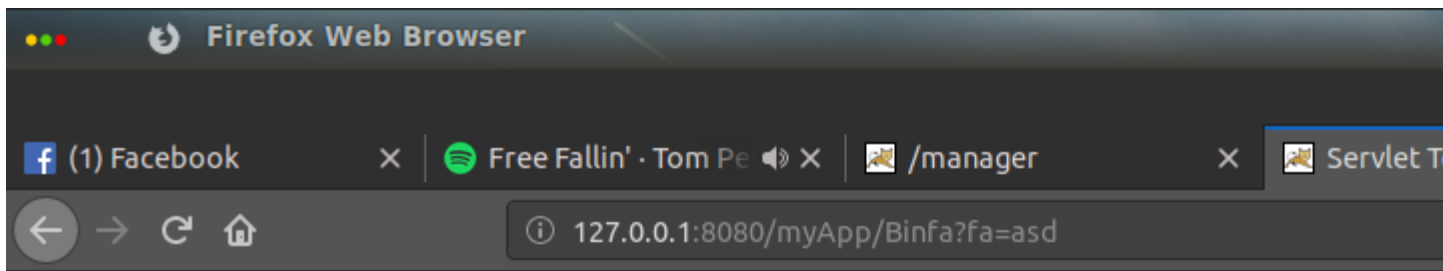 Firefox Web Browser
(1) Facebook Free Fallin' · Tom Pe /manager Servlet T
127.0.0.1:8080/myApp/Binfa?fa=asd